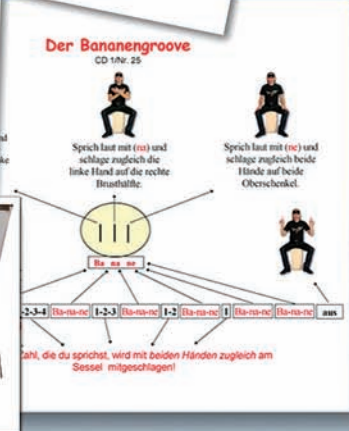 Der Bananengroove
CD 1/Nr. 25
Sprich laut mit (na) und
schlage zugleich die
linke Hand auf die rechte
Brusthälfte.
Sprich laut mit (ne) und
schlage zugleich beide
Hände auf beide
Oberschenkel.
Ba na ne
-2-3-4 Ba-na-ne 1-2-3 Ba-na-ne 1-2 Ba-na-ne 1 Ba-na-ne Ba-na-ne aus
ahl, die du sprichst, wird mit beiden Händen zugleich am
Sessel mitgeschlagen!